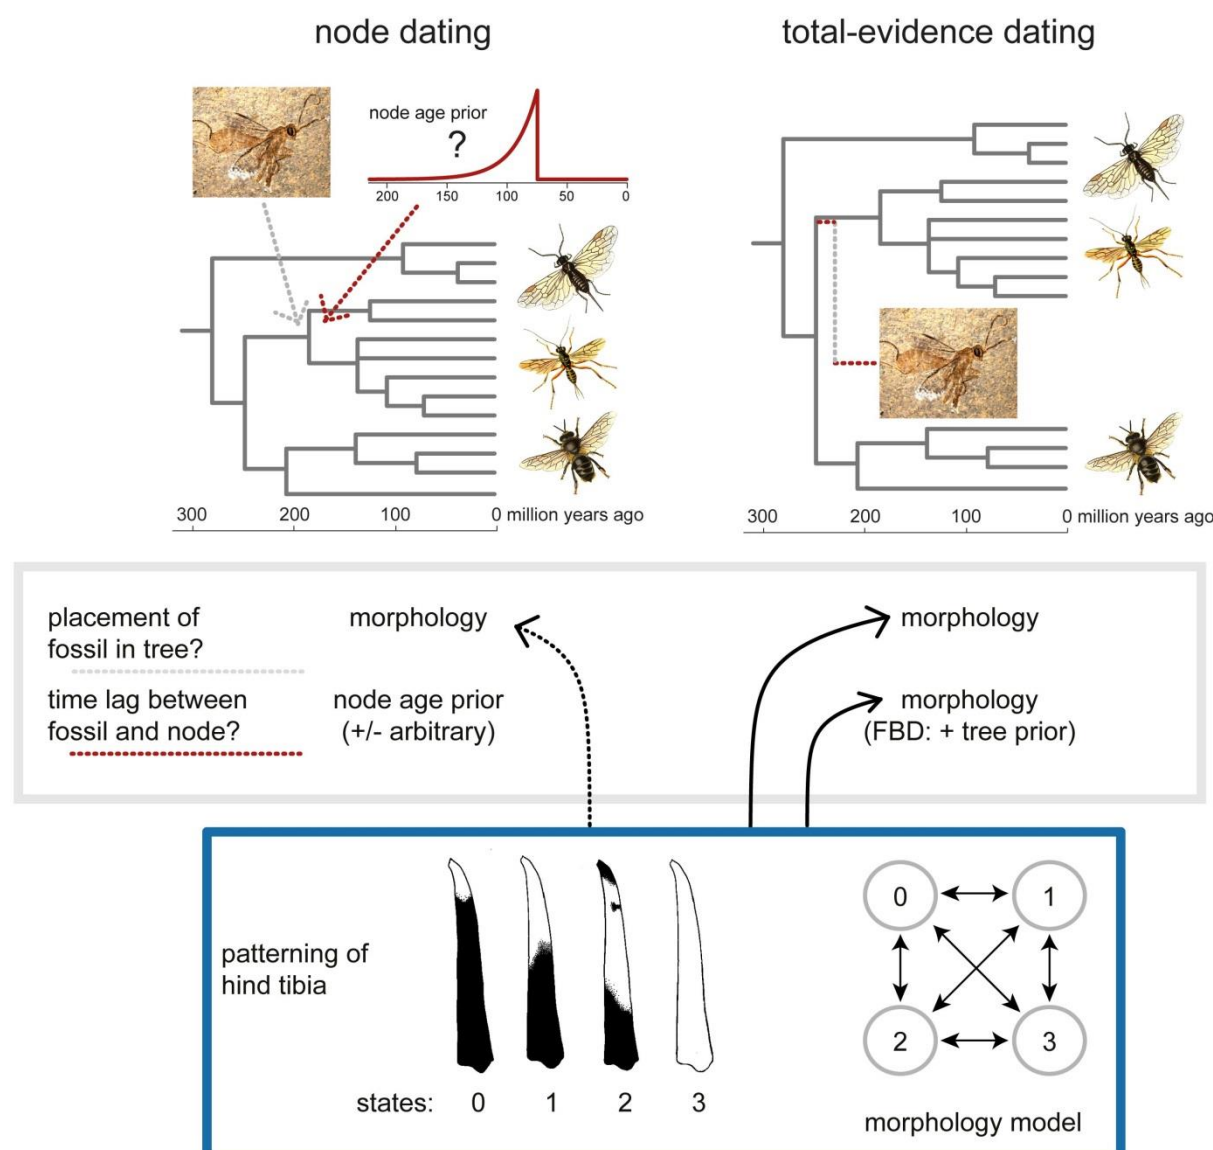 node dating
total-evidence dating
node age prior
?
200 150 100 50 0
300 200 100 0 million years ago
300 200 100 0 million years ago
placement of
fossil in tree?
morphology
morphology
time lag between
fossil and node?
node age prior
(+/- arbitrary)
morphology
(FBD: + tree prior)
patterning of
hind tibia
states: 0 1 2 3
0 1
2 3
morphology model